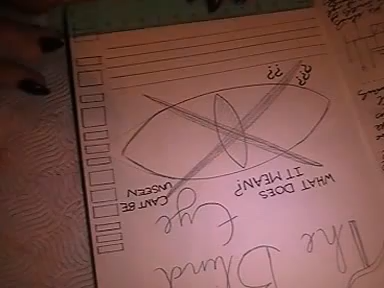 The Blind
Eye
CAN'T BE
UNSEEN
WHAT DOES
IT MEAN?
??
???